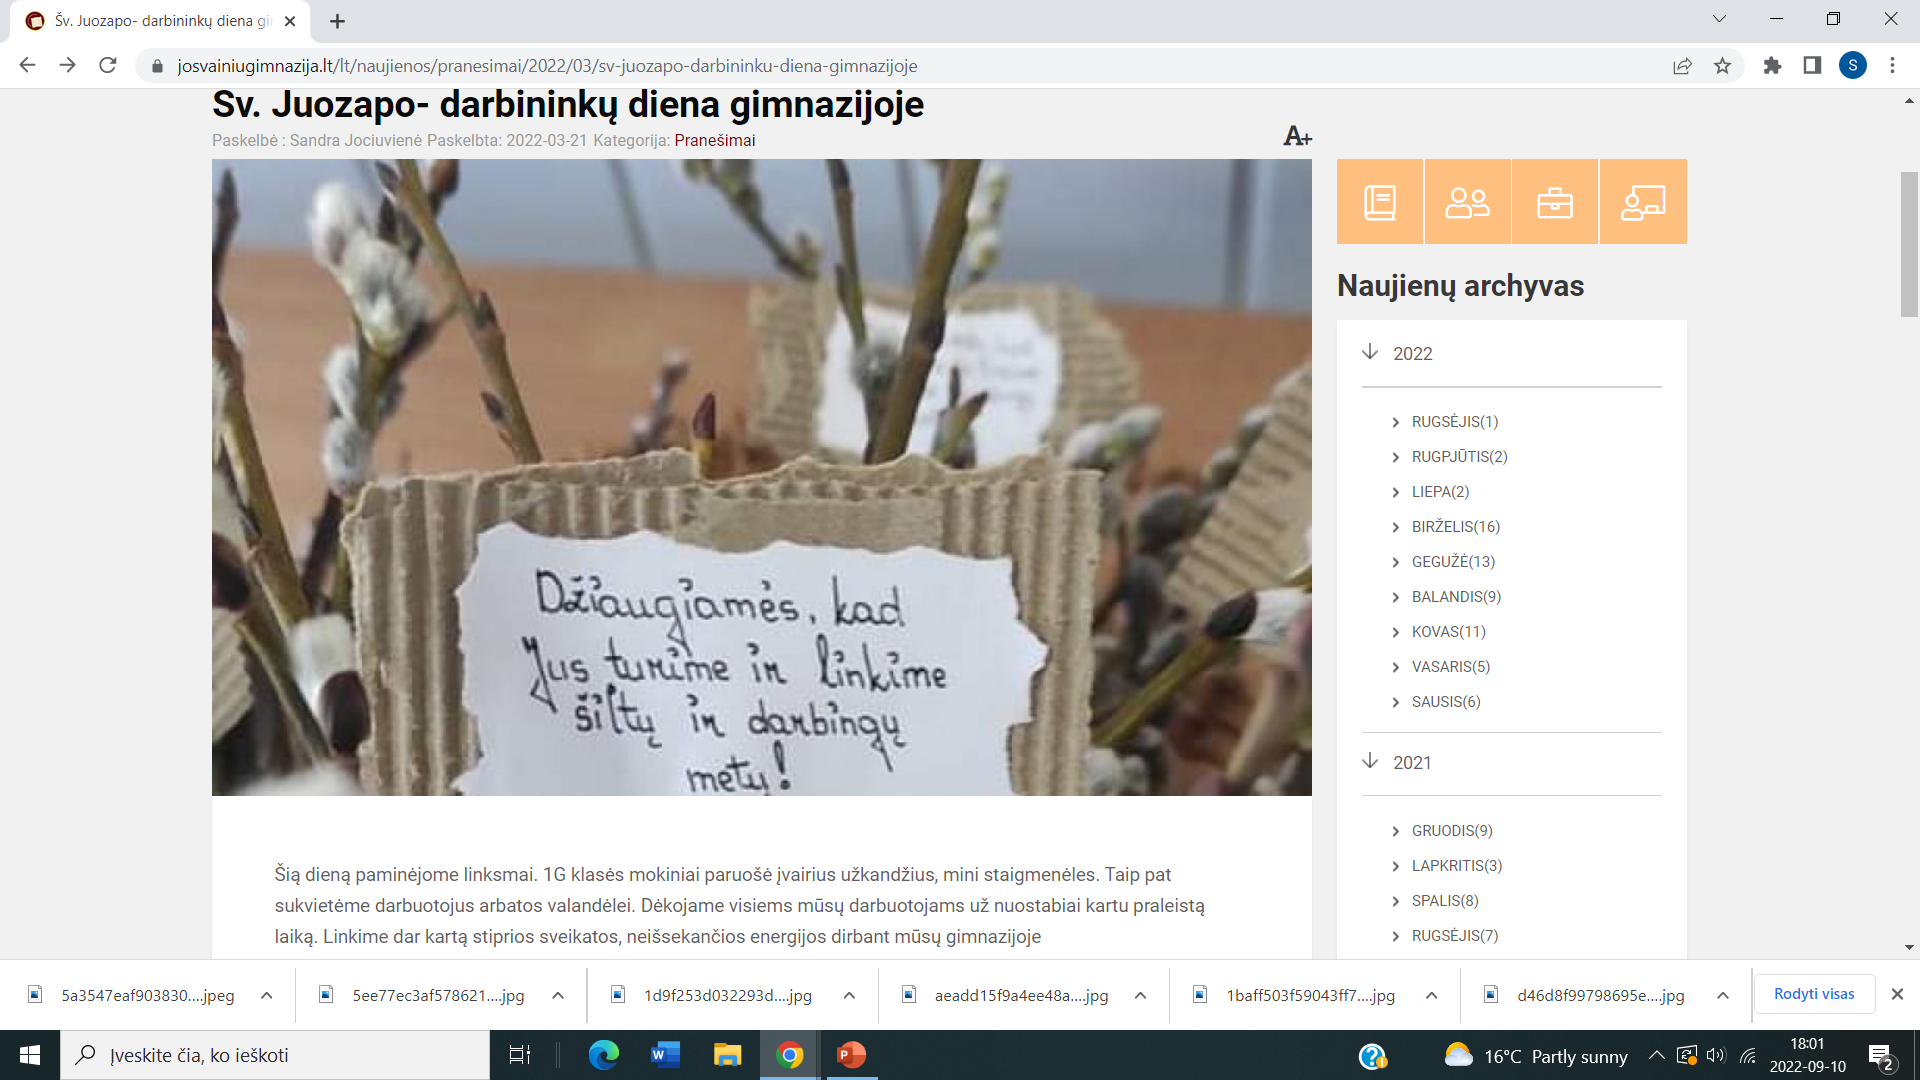 Šv. Juozapo- darbininkų diena gi
josvainiugimnazija.lt/lt/naujienos/pranesimai/2022/03/sv-juozapo-darbininku-diena-gimnazijoje
S
Šv. Juozapo- darbininkų diena gimnazijoje
Paskelbė : Sandra Jociuvienė Paskelbta: 2022-03-21 Kategorija: Pranešimai
A+
Džiaugiamės, kad
Jus turime ir linkime
šiltų ir darbingų
metų!
Šią dieną paminėjome linksmai. 1G klasės mokiniai paruošė įvairius užkandžius, mini staigmenėles. Taip pat
sukvietėme darbuotojus arbatos valandėlei. Dėkojame visiems mūsų darbuotojams už nuostabiai kartu praleistą
laiką. Linkime dar kartą stiprios sveikatos, neišsekančios energijos dirbant mūsų gimnazijoje
Naujienų archyvas
2022
RUGSĖJIS(1)
RUGPJŪTIS(2)
LIEPA(2)
BIRŽELIS(16)
GEGUŽĖ(13)
BALANDIS(9)
KOVAS(11)
VASARIS(5)
SAUSIS(6)
2021
GRUODIS(9)
LAPKRITIS(3)
SPALIS(8)
RUGSĖJIS(7)
5a3547eaf903830....jpeg
5ee77ec3af578621....jpg
1d9f253d032293d....jpg
aeadd15f9a4ee48a....jpg
1baff503f59043ff7....jpg
d46d8f99798695e....jpg
Rodyti visas
Įveskite čia, ko ieškoti
16°C Partly sunny
18:01
2022-09-10
2